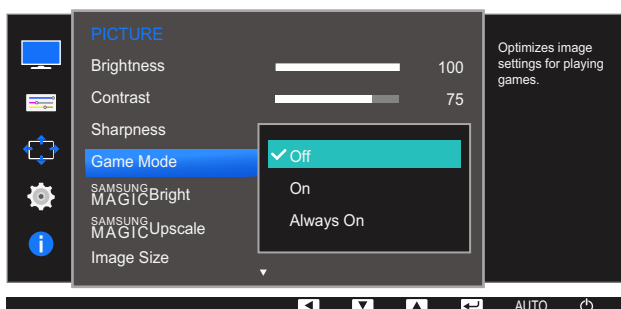 PICTURE
Brightness 100
Contrast 75
Sharpness
Game Mode
Off
On
Always On
SAMSUNG
MAGICBright
SAMSUNG
MAGICUpscale
Image Size
Optimizes image
settings for playing
games.
AUTO